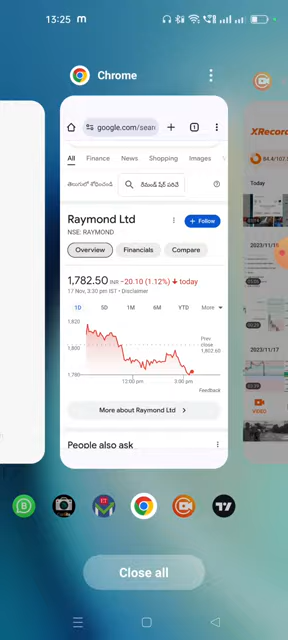 13:25
Chrome
google.com/sear
1
All Finance News Shopping Images
తెలుగులో శోధించండి
రేమండ్ షేర్ పరిచే
Raymond Ltd
NSE: RAYMOND
Follow
Overview Financials Compare
1,782.50 INR −20.10 (1.12%) today
17 Nov, 3:30 pm IST • Disclaimer
1D 5D 1M 6M YTD More
1,820
1,800
1,780
Prev
close
1,802.60
12:00 pm 3:00 pm
Feedback
More about Raymond Ltd
People also ask
XRecord
Today
2023/11/1
2023/11/17
VIDEO
Close all